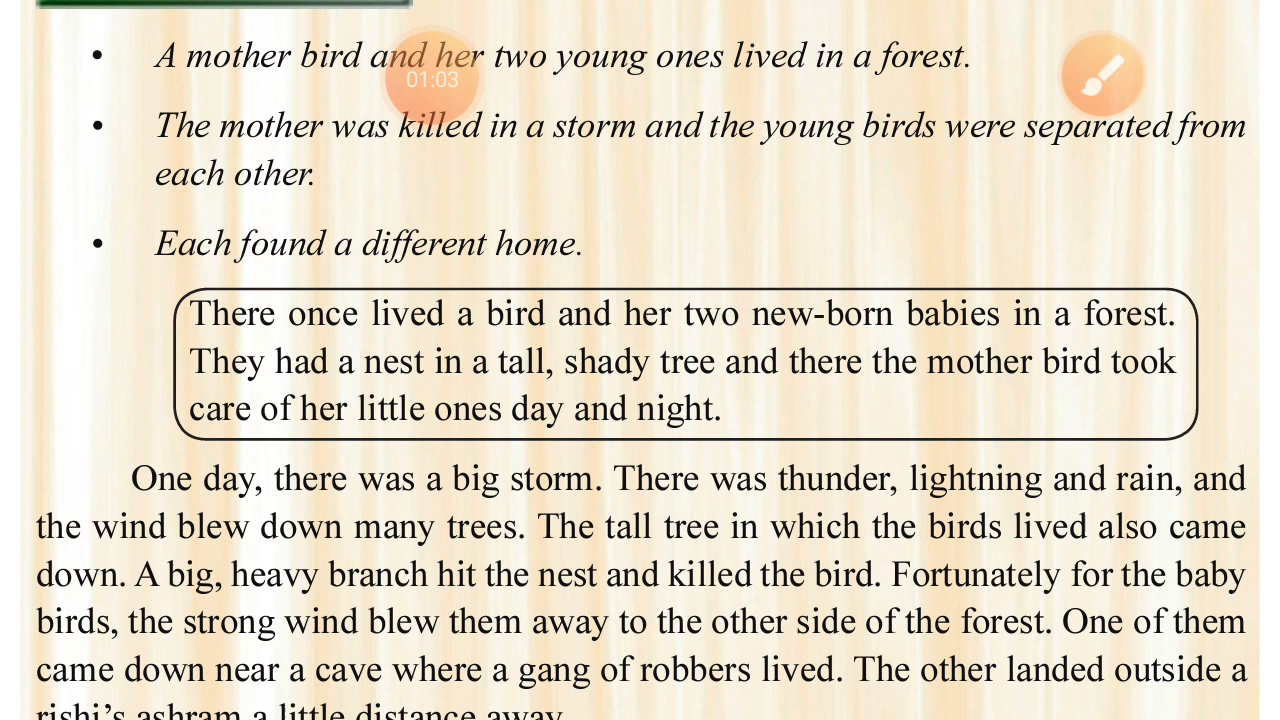 • A mother bird and her two young ones lived in a forest.
01:03
• The mother was killed in a storm and the young birds were separated from
each other.
• Each found a different home.
There once lived a bird and her two new-born babies in a forest.
They had a nest in a tall, shady tree and there the mother bird took
care of her little ones day and night.
One day, there was a big storm. There was thunder, lightning and rain, and
the wind blew down many trees. The tall tree in which the birds lived also came
down. A big, heavy branch hit the nest and killed the bird. Fortunately for the baby
birds, the strong wind blew them away to the other side of the forest. One of them
came down near a cave where a gang of robbers lived. The other landed outside a
rishi’s ashram a little distance away.